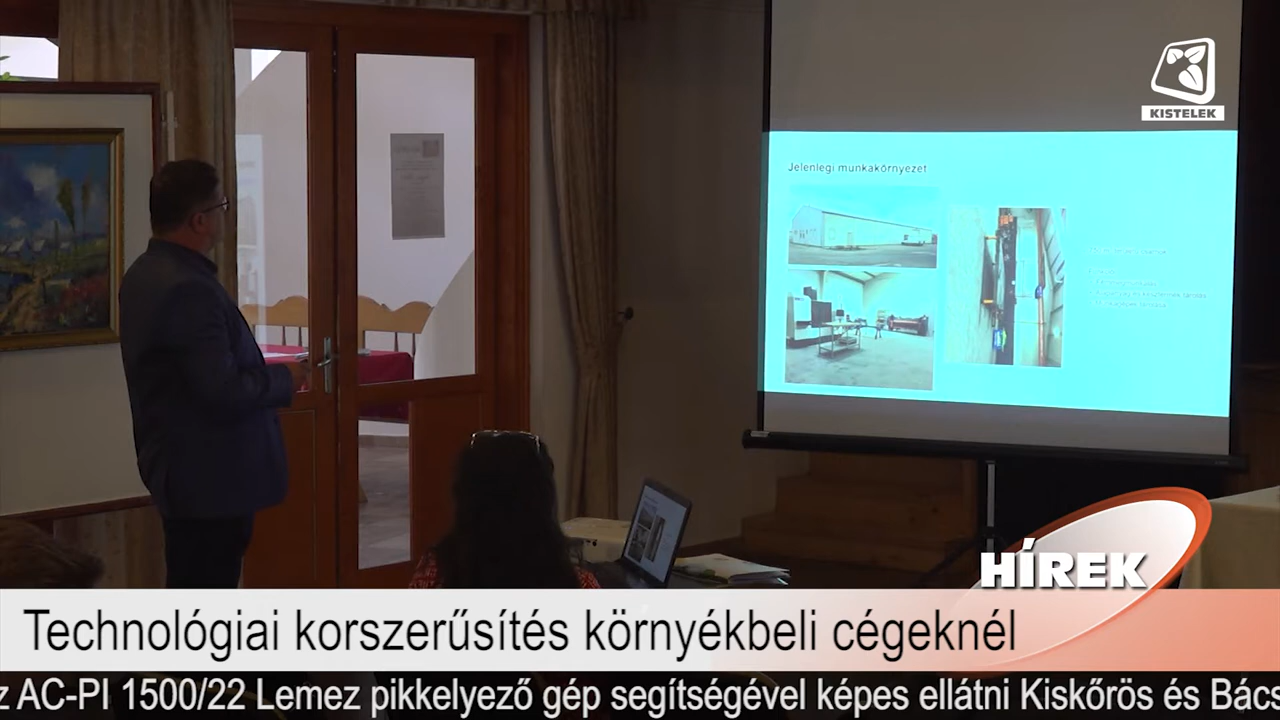 KISTELEK
Jelenlegi munkakörnyezet
HÍREK
Technológiai korszerűsítés környékbeli cégeknél
z AC-PI 1500/22 Lemez pikkelyező gép segítségével képes ellátni Kiskőrös és Bács